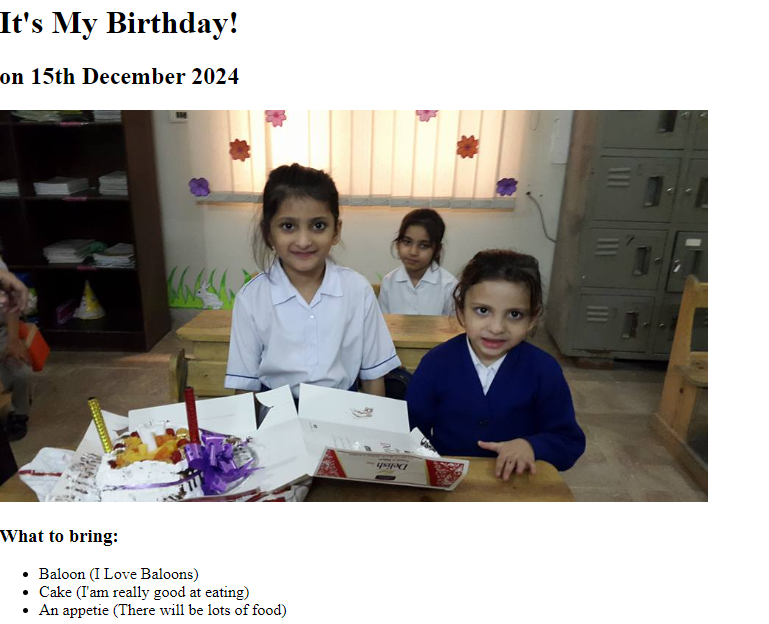 It's My Birthday!
on 15th December 2024
Delish
What to bring:
Baloon (I Love Baloons)
Cake (I'am really good at eating)
An appetie (There will be lots of food)